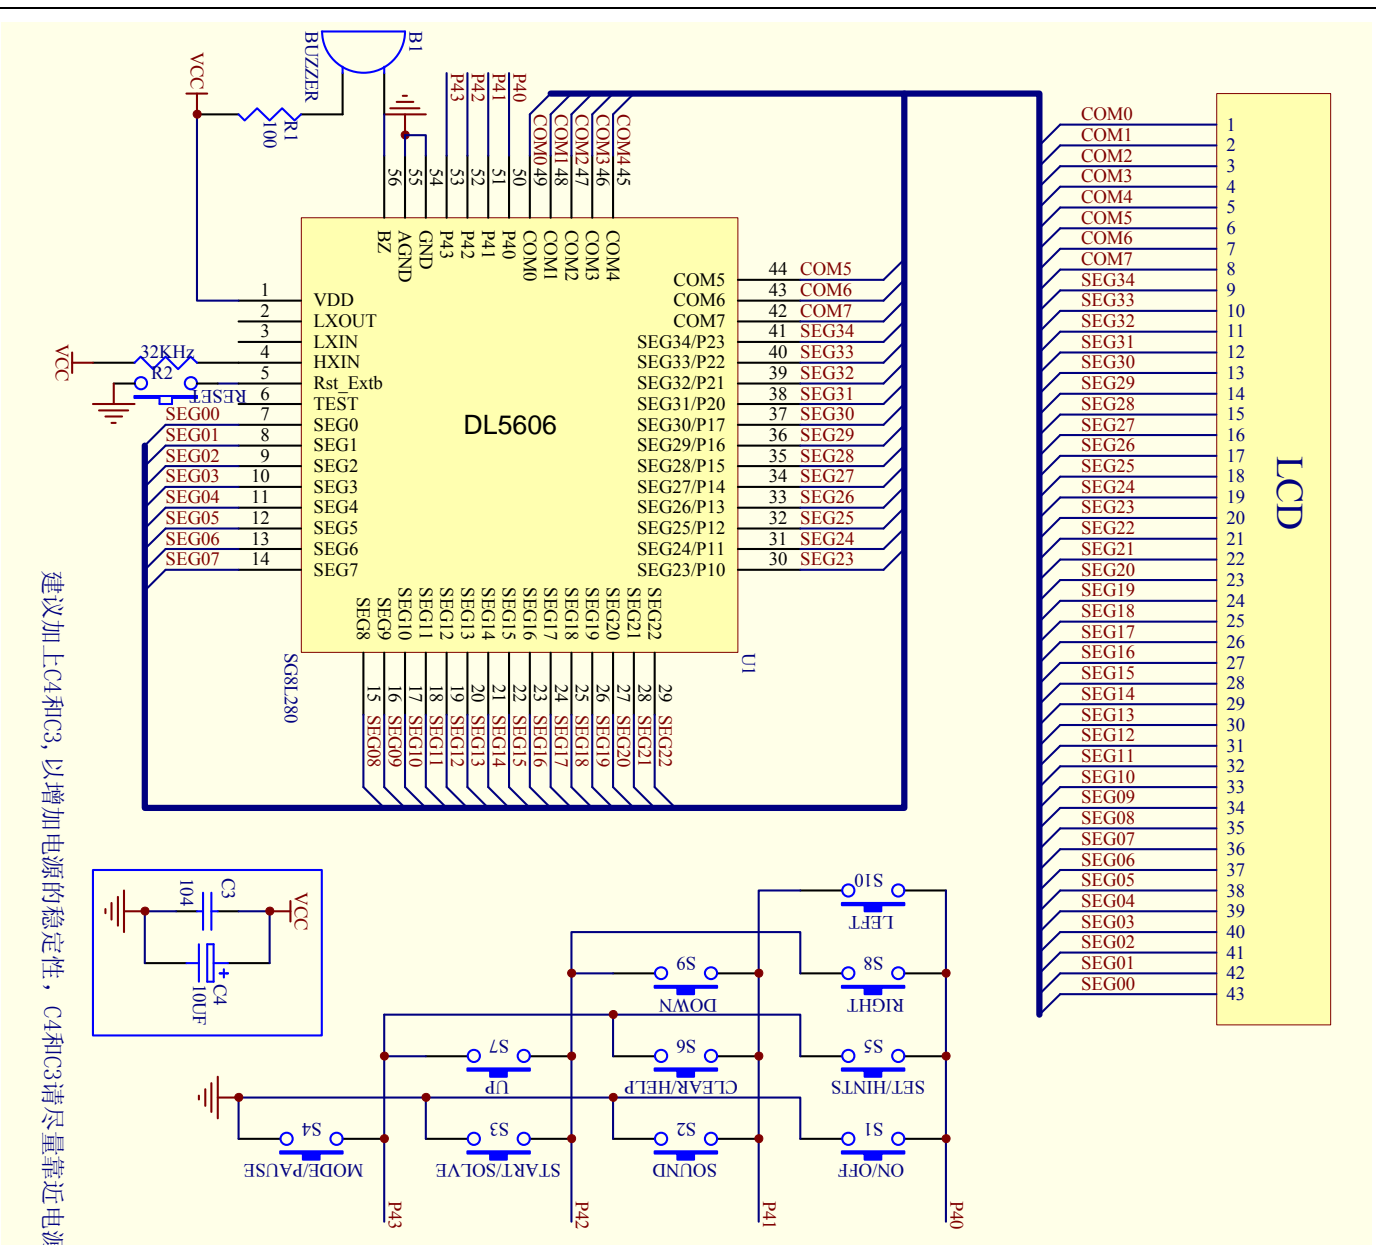 B1
BUZZER
VCC
R1
100
P43
P42
P41
P40
COM0
COM1
COM2
COM3
COM4
56
55
54
53
52
51
50
49
48
47
46
45
BZ
AGND
GND
P43
P42
P41
P40
COM0
COM1
COM2
COM3
COM4
1 VDD
2 LXOUT
3 LXIN
4 HXIN
5 Rst_Extb
6 TEST
7 SEG0
8 SEG1
9 SEG2
10 SEG3
11 SEG4
12 SEG5
13 SEG6
14 SEG7
VCC
32KHz
R2
RESET
SEG00
SEG01
SEG02
SEG03
SEG04
SEG05
SEG06
SEG07
DL5606
COM5 44 COM5
COM6 43 COM6
COM7 42 COM7
SEG34/P23 41 SEG34
SEG33/P22 40 SEG33
SEG32/P21 39 SEG32
SEG31/P20 38 SEG31
SEG30/P17 37 SEG30
SEG29/P16 36 SEG29
SEG28/P15 35 SEG28
SEG27/P14 34 SEG27
SEG26/P13 33 SEG26
SEG25/P12 32 SEG25
SEG24/P11 31 SEG24
SEG23/P10 30 SEG23
SEG8
SEG9
SEG10
SEG11
SEG12
SEG13
SEG14
SEG15
SEG16
SEG17
SEG18
SEG19
SEG20
SEG21
SEG22
U1
SG8L280
15 SEG08
16 SEG09
17 SEG10
18 SEG11
19 SEG12
20 SEG13
21 SEG14
22 SEG15
23 SEG16
24 SEG17
25 SEG18
26 SEG19
27 SEG20
28 SEG21
29 SEG22
COM0 1
COM1 2
COM2 3
COM3 4
COM4 5
COM5 6
COM6 7
COM7 8
SEG34 9
SEG33 10
SEG32 11
SEG31 12
SEG30 13
SEG29 14
SEG28 15
SEG27 16
SEG26 17
SEG25 18
SEG24 19
SEG23 20
SEG22 21
SEG21 22
SEG20 23
SEG19 24
SEG18 25
SEG17 26
SEG16 27
SEG15 28
SEG14 29
SEG13 30
SEG12 31
SEG11 32
SEG10 33
SEG09 34
SEG08 35
SEG07 36
SEG06 37
SEG05 38
SEG04 39
SEG03 40
SEG02 41
SEG01 42
SEG00 43
LCD
建议加上C4和C3,以增加电源的稳定性，C4和C3请尽量靠近电源
C3
104
VCC
C4
10UF
S10
LEFT
S9
DOWN
S8
RIGHT
S7
UP
S6
CLEAR/HELP
S5
SET/HINTS
S4
MODE/PAUSE
S3
START/SOLVE
S2
SOUND
S1
ON/OFF
P43
P42
P41
P40